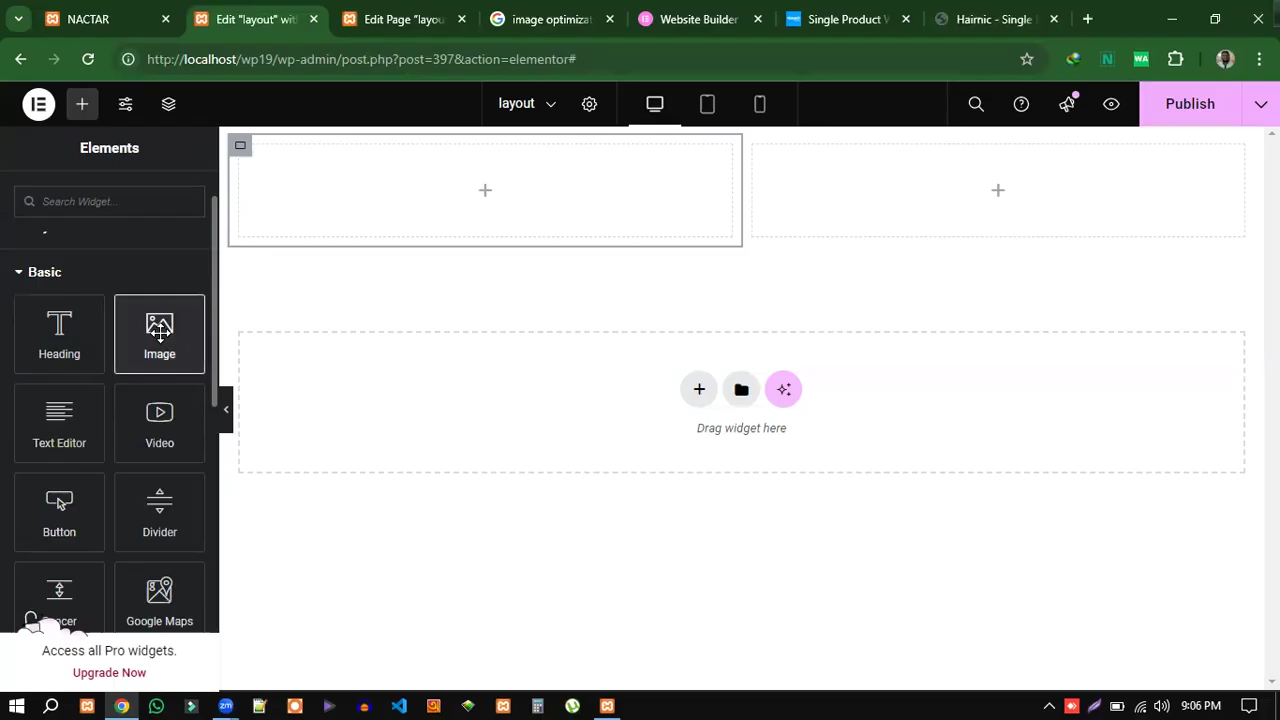 NACTAR
Edit "layout" wit
Edit Page "layou
image optimizat
Website Builder
Single Product V
Hairnic - Single
http://localhost/wp19/wp-admin/post.php?post=397&action=elementor#
N
WA
layout
Publish
Elements
Search Widget...
Basic
Heading
Image
Text Editor
Video
Button
Divider
Google Maps
Drag widget here
Access all Pro widgets.
Upgrade Now
zm
9:06 PM